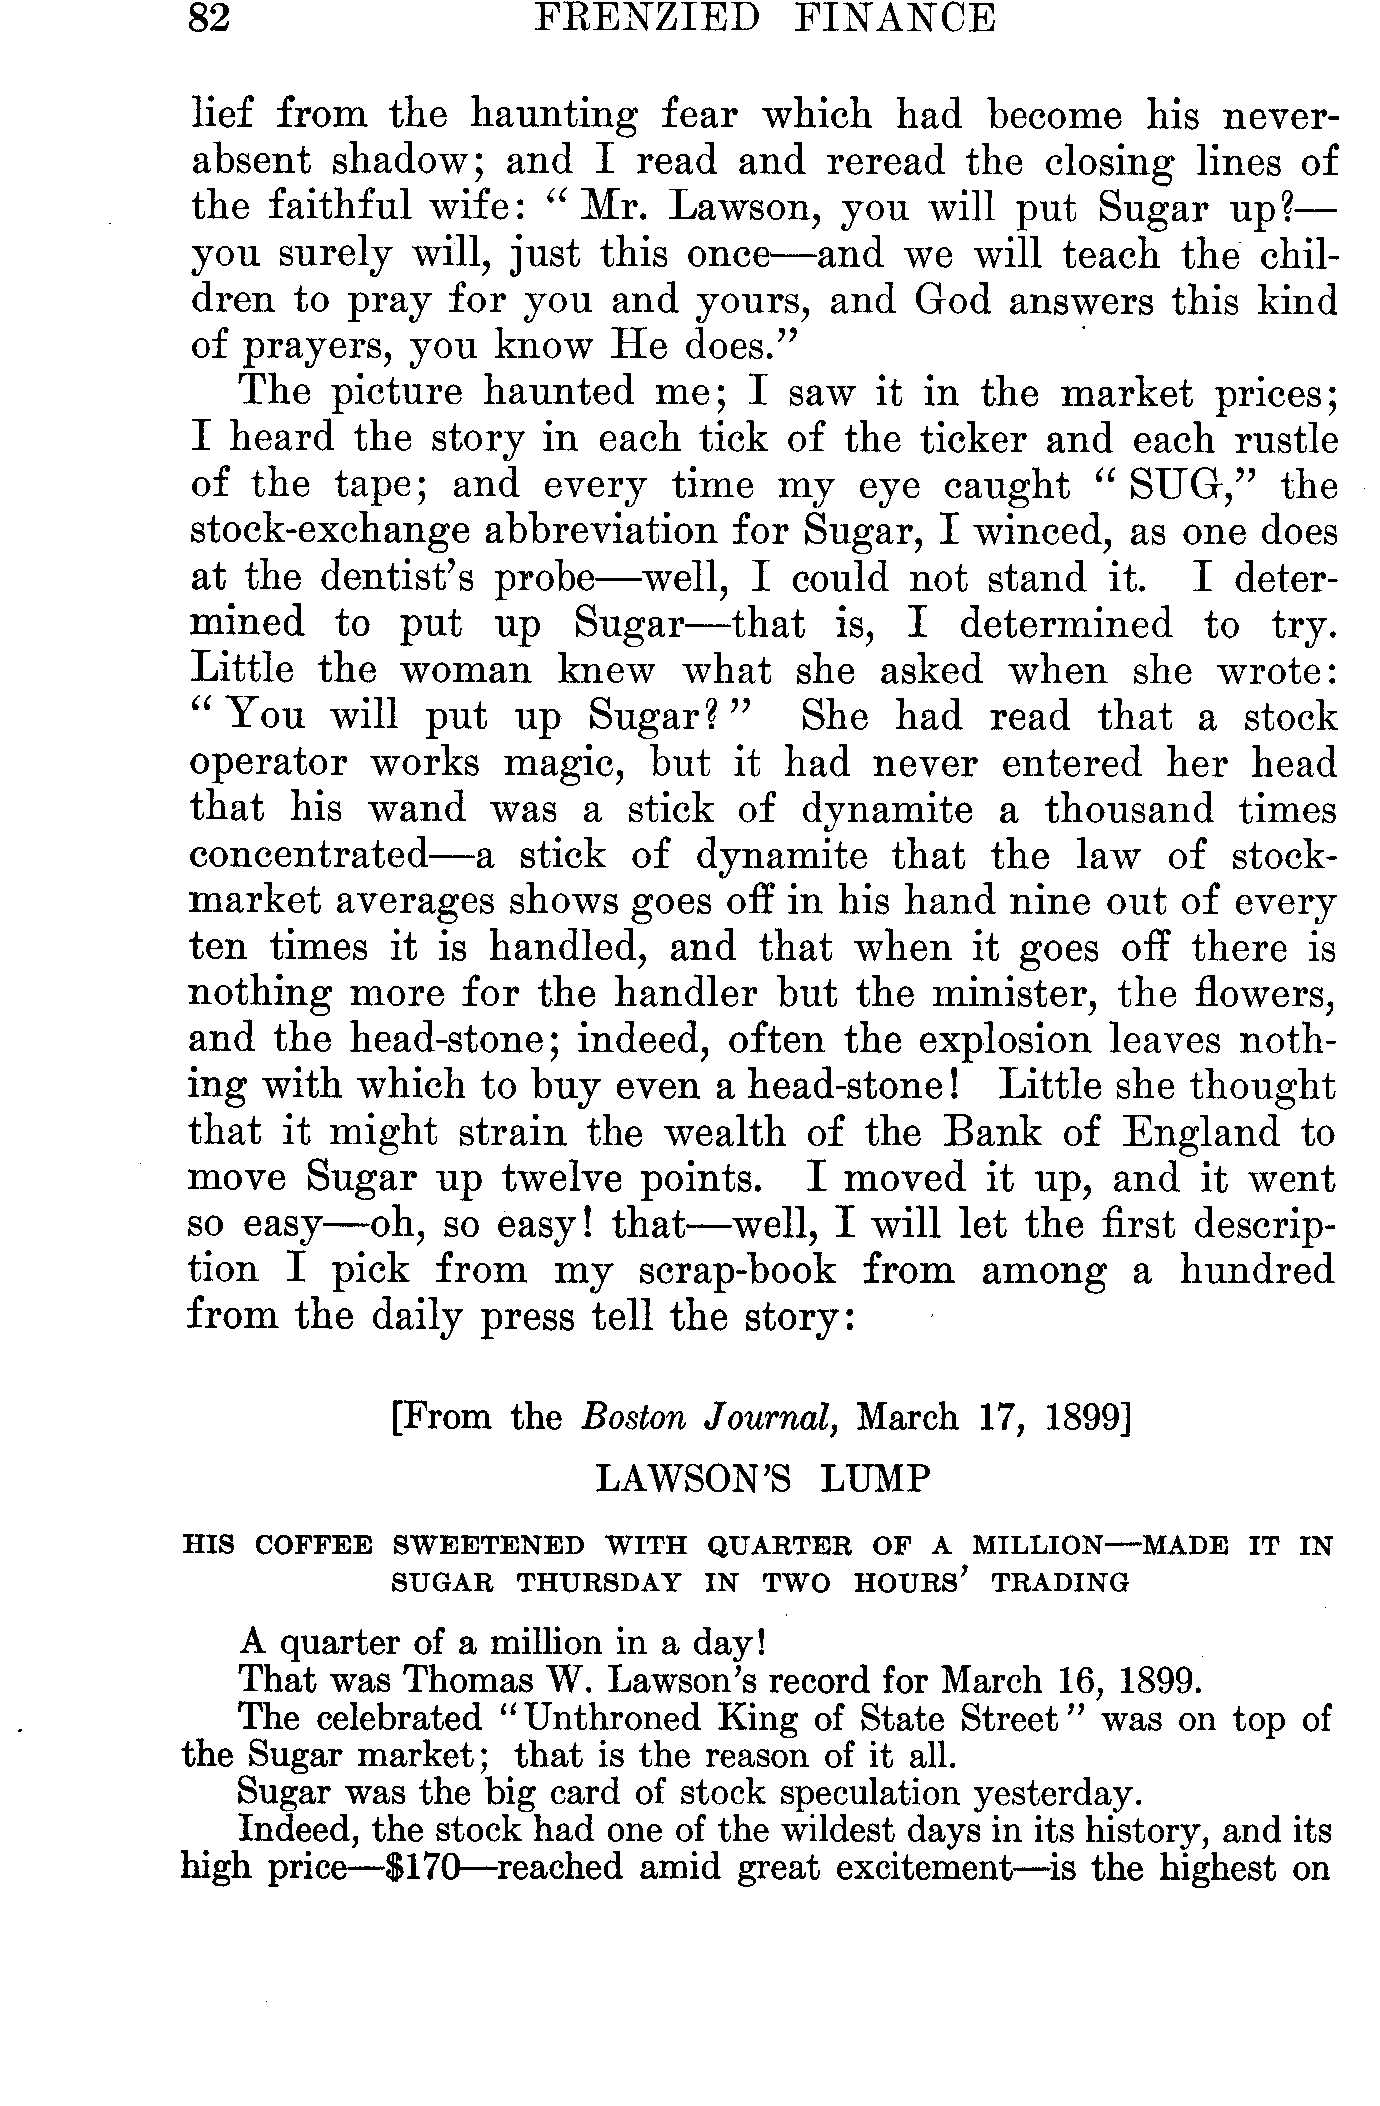 82 FRENZIED FINANCE
lief from the haunting fear which had become his never-
absent shadow; and I read and reread the closing lines of
the faithful wife: “ Mr. Lawson, you will put Sugar up?—
you surely will, just this once—and we will teach the chil-
dren to pray for you and yours, and God answers this kind
of prayers, you know He does.”
The picture haunted me; I saw it in the market prices;
I heard the story in each tick of the ticker and each rustle
of the tape; and every time my eye caught “ SUG,” the
stock-exchange abbreviation for Sugar, I winced, as one does
at the dentist’s probe—well, I could not stand it. I deter-
mined to put up Sugar—that is, I determined to try.
Little the woman knew what she asked when she wrote:
“ You will put up Sugar? ” She had read that a stock
operator works magic, but it had never entered her head
that his wand was a stick of dynamite a thousand times
concentrated—a stick of dynamite that the law of stock-
market averages shows goes off in his hand nine out of every
ten times it is handled, and that when it goes off there is
nothing more for the handler but the minister, the flowers,
and the head-stone; indeed, often the explosion leaves noth-
ing with which to buy even a head-stone! Little she thought
that it might strain the wealth of the Bank of England to
move Sugar up twelve points. I moved it up, and it went
so easy—oh, so easy! that—well, I will let the first descrip-
tion I pick from my scrap-book from among a hundred
from the daily press tell the story:
[From the Boston Journal, March 17, 1899]
LAWSON’S LUMP
HIS COFFEE SWEETENED WITH QUARTER OF A MILLION—MADE IT IN
SUGAR THURSDAY IN TWO HOURS’ TRADING
A quarter of a million in a day!
That was Thomas W. Lawson’s record for March 16, 1899.
The celebrated “Unthroned King of State Street” was on top of
the Sugar market; that is the reason of it all.
Sugar was the big card of stock speculation yesterday.
Indeed, the stock had one of the wildest days in its history, and its
high price—$170—reached amid great excitement—is the highest on